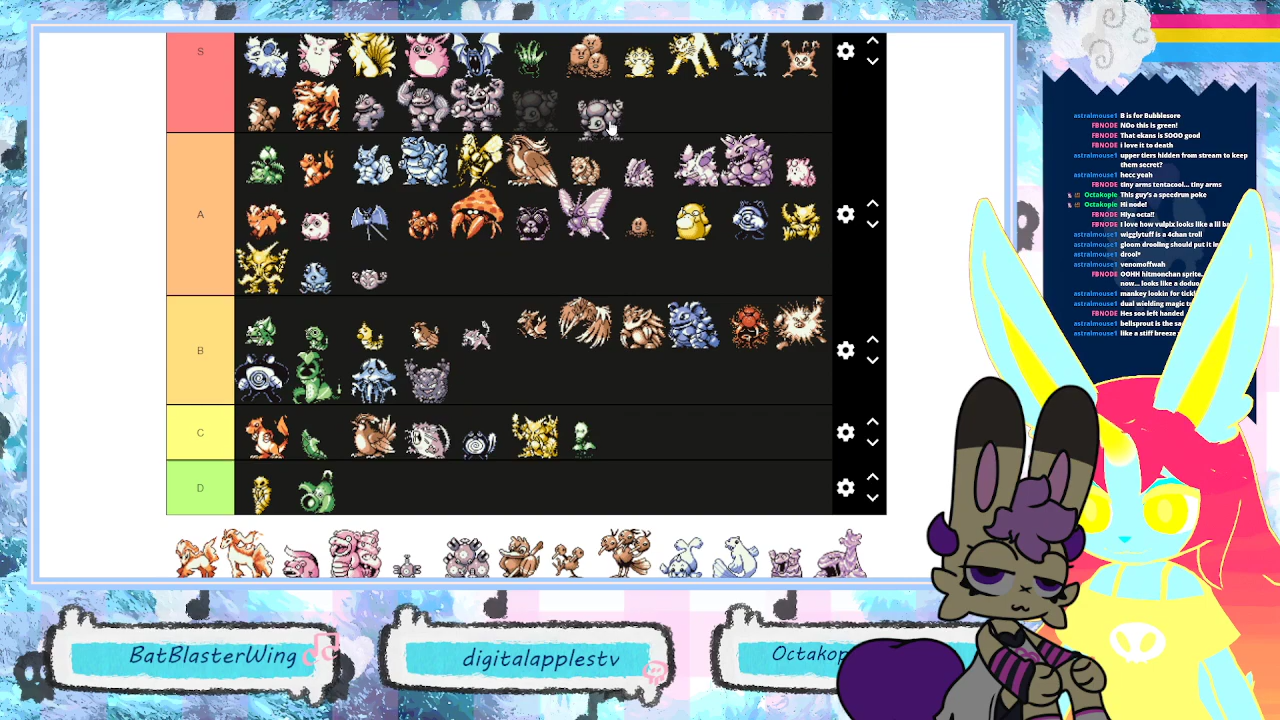 S
A
B
C
D
astralmouse1 B is for Bubblesore
FBNODE NOo this is green!
FBNODE That ekans is SOOO good
FBNODE i love it to death
astralmouse1 upper tiers hidden from stream to keep
them secret?
astralmouse1 hecc yeah
FBNODE tiny arms tentacool... tiny arms
Octakopie This guy's a speedrun poke
Octakopie Hi node!
FBNODE Hiya octa!!
FBNODE I love how vulpix looks like a lil
astralmouse1 wigglytuff is a 4chan troll
astralmouse1 gloom drooling should put it in
astralmouse1 drool*
astralmouse1 venomoffwah
FBNODE OOHH hitmonchan sprite.
now... looks like a doduo
astralmouse1 mankey lookin for
astralmouse1 dual wielding magic
FBNODE Hes soo left handed
astralmouse1 bellsprout is the
astralmouse1 like a stiff breeze
BatBlasterWing
digitalapplestv